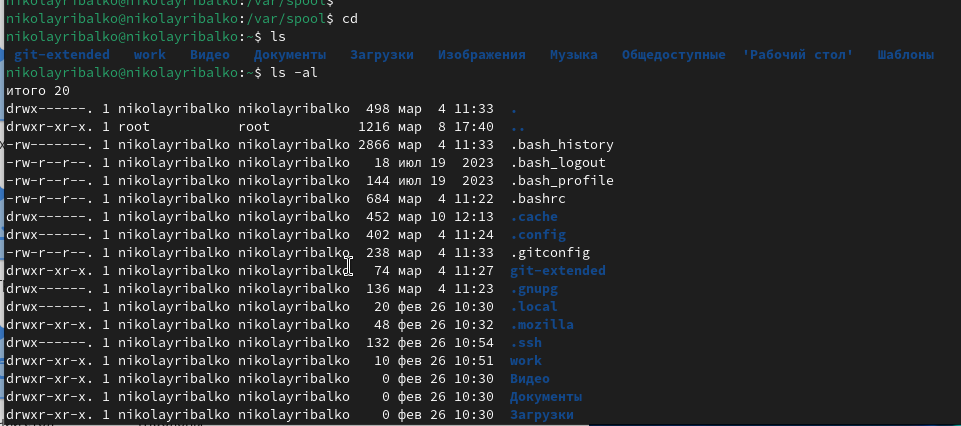 nikolayribalko@nikolayribalko:/var/spool$
nikolayribalko@nikolayribalko:/var/spool$ cd
nikolayribalko@nikolayribalko:~$ ls
git-extended work Видео Документы Загрузки Изображения Музыка Общедоступные 'Рабочий стол' Шаблоны
nikolayribalko@nikolayribalko:~$ ls -al
итого 20
drwx------. 1 nikolayribalko nikolayribalko 498 мар 4 11:33 .
drwxr-xr-x. 1 root root 1216 мар 8 17:40 ..
-rw-------. 1 nikolayribalko nikolayribalko 2866 мар 4 11:33 .bash_history
-rw-r--r--. 1 nikolayribalko nikolayribalko 18 июл 19 2023 .bash_logout
-rw-r--r--. 1 nikolayribalko nikolayribalko 144 июл 19 2023 .bash_profile
-rw-r--r--. 1 nikolayribalko nikolayribalko 684 мар 4 11:22 .bashrc
drwx------. 1 nikolayribalko nikolayribalko 452 мар 10 12:13 .cache
drwx------. 1 nikolayribalko nikolayribalko 402 мар 4 11:24 .config
-rw-r--r--. 1 nikolayribalko nikolayribalko 238 мар 4 11:33 .gitconfig
drwxr-xr-x. 1 nikolayribalko nikolayribalko 74 мар 4 11:27 git-extended
drwx------. 1 nikolayribalko nikolayribalko 136 мар 4 11:23 .gnupg
drwx------. 1 nikolayribalko nikolayribalko 20 фев 26 10:30 .local
drwxr-xr-x. 1 nikolayribalko nikolayribalko 48 фев 26 10:32 .mozilla
drwx------. 1 nikolayribalko nikolayribalko 132 фев 26 10:54 .ssh
drwxr-xr-x. 1 nikolayribalko nikolayribalko 10 фев 26 10:51 work
drwxr-xr-x. 1 nikolayribalko nikolayribalko 0 фев 26 10:30 Видео
drwxr-xr-x. 1 nikolayribalko nikolayribalko 0 фев 26 10:30 Документы
drwxr-xr-x. 1 nikolayribalko nikolayribalko 0 фев 26 10:30 Загрузки